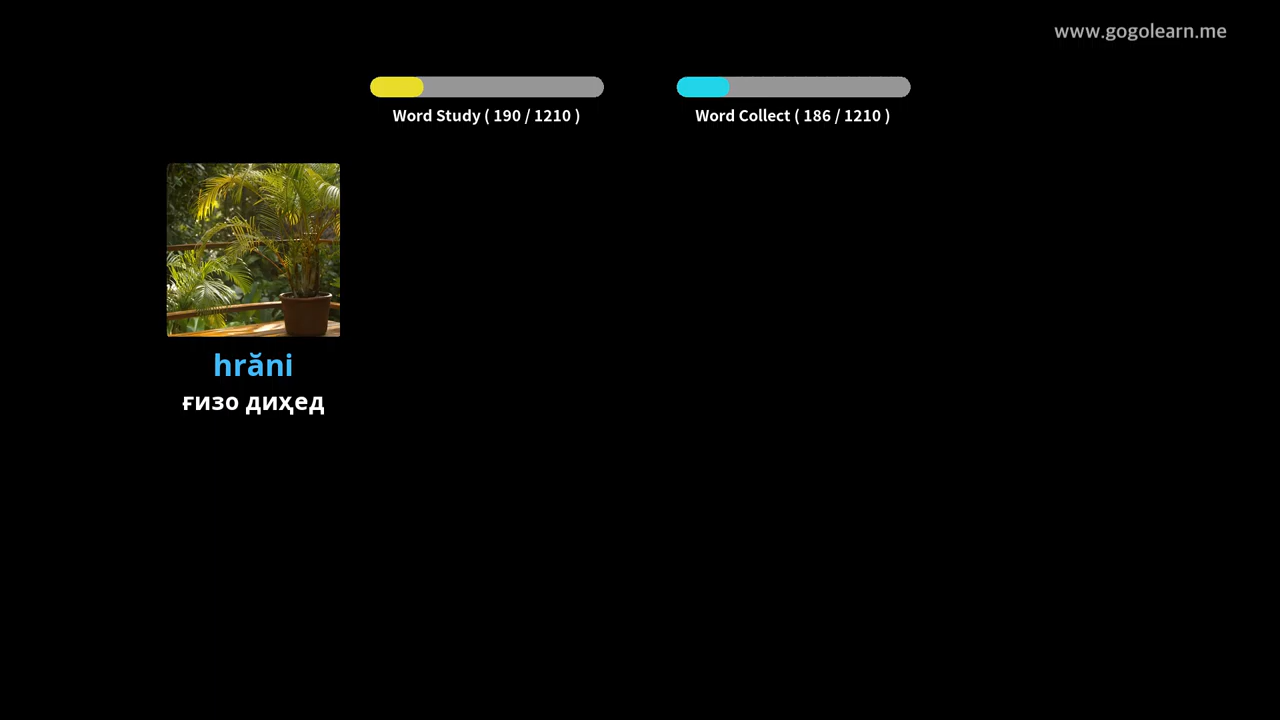 www.gogolearn.me
Word Study ( 190 / 1210 )
Word Collect ( 186 / 1210 )
hrăni
ғизо диҳед